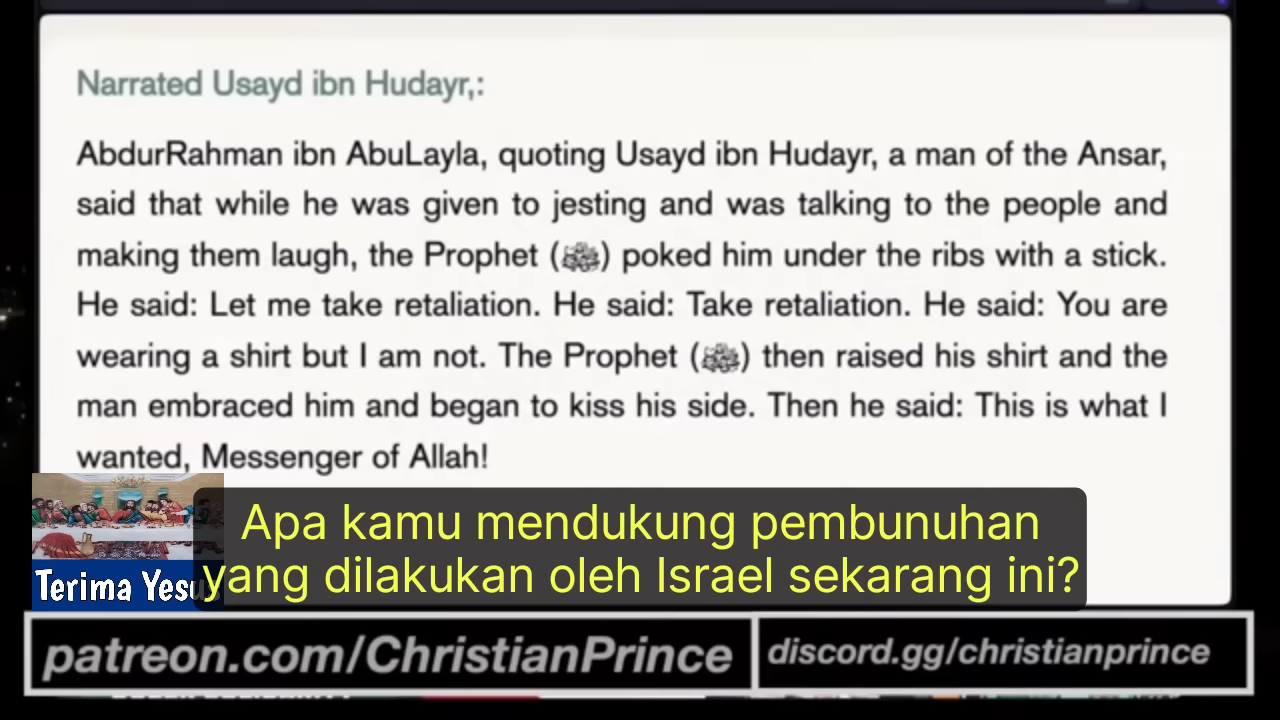 Narrated Usayd ibn Hudayr,:
AbdurRahman ibn AbuLayla, quoting Usayd ibn Hudayr, a man of the Ansar,
said that while he was given to jesting and was talking to the people and
making them laugh, the Prophet (ﷺ) poked him under the ribs with a stick.
He said: Let me take retaliation. He said: Take retaliation. He said: You are
wearing a shirt but I am not. The Prophet (ﷺ) then raised his shirt and the
man embraced him and began to kiss his side. Then he said: This is what I
wanted, Messenger of Allah!
Apa kamu mendukung pembunuhan
yang dilakukan oleh Israel sekarang ini?
Terima Yesu
patreon.com/ChristianPrince
discord.gg/christianprince